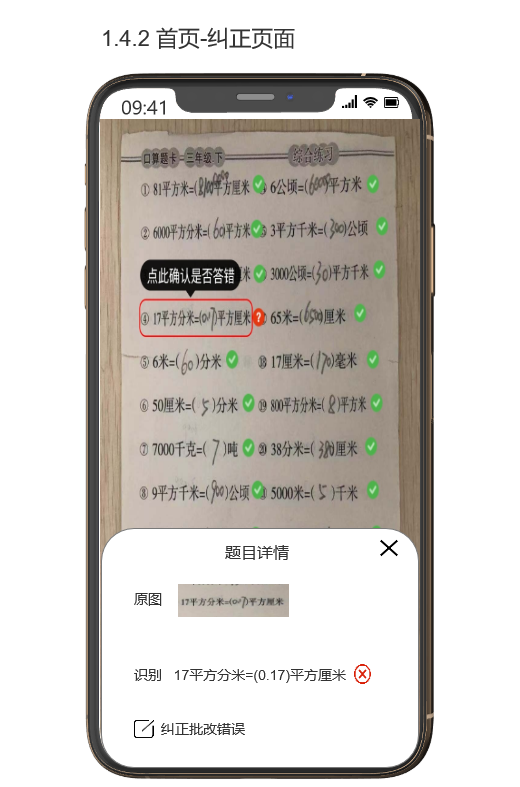 1.4.2 首页-纠正页面
09:41
口算题卡 三年级 下 综合练习
① 81平方米=( )平方厘米 6公顷=(60000)平方米
② 6000平方分米=(60)平方米 3平方千米=(300)公顷
点此确认是否答错 米 3000公顷=(30)平方千米
④ 17平方分米=(0.17)平方厘米 ? 65米=(6500)厘米
⑤ 6米=(60)分米 ⑱ 17厘米=(170)毫米
⑥ 50厘米=(5)分米 ⑲ 800平方分米=(8)平方米
⑦ 7000千克=(7)吨 ⑳ 38分米=(380)厘米
⑧ 9平方千米=(900)公顷 5000米=(5)千米
题目详情
原图 17平方分米=(0.17)平方厘米
识别 17平方分米=(0.17)平方厘米
纠正批改错误